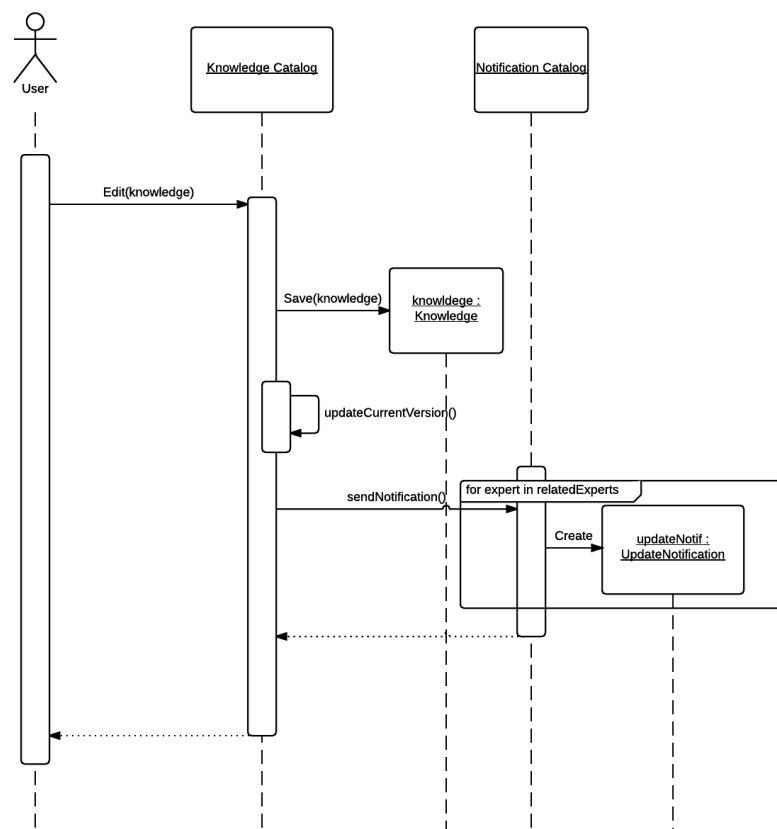 User
Knowledge Catalog
Notification Catalog
Edit(knowledge)
Save(knowledge)
knowldege :
Knowledge
updateCurrentVersion()
for expert in relatedExperts
sendNotification()
Create
updateNotif :
UpdateNotification